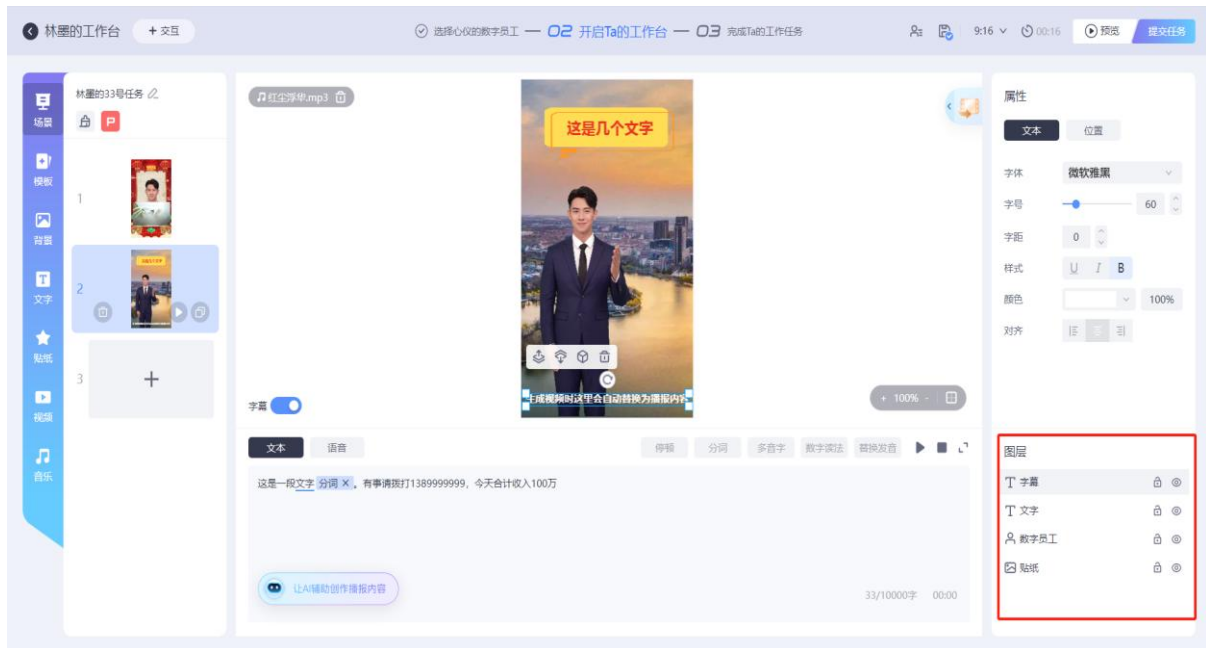 林墨的工作台 + 交互 选择心仪的数字员工 — 02 开启Ta的工作台 — 03 完成Ta的工作任务 9:16 00:16 预览 提交任务
场景
模板
背景
文字
贴纸
视频
音乐
林墨的33号任务
P
1
2
3
+
红尘浮华.mp3
这是几个文字
生成视频时这里会自动替换为播报内容
字幕
+ 100% -
文本 语音 停顿 分词 多音字 数字读法 替换发音
这是一段文字 分词 ×，有事请拨打1389999999，今天合计收入100万
让AI辅助创作播报内容
33/10000字 00:00
属性
文本 位置
字体 微软雅黑
字号 60
字距 0
样式 U I B
颜色 100%
对齐
图层
T 字幕
T 文字
数字员工
贴纸